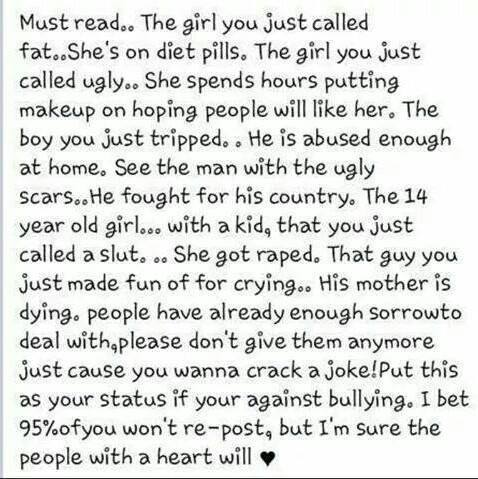 Must read.. The girl you just called
fat..She's on diet pills. The girl you just
called ugly.. She spends hours putting
makeup on hoping people will like her. The
boy you just tripped. . He is abused enough
at home. See the man with the ugly
scars..He fought for his country. The 14
year old girl... with a kid, that you just
called a slut. .. She got raped. That guy you
just made fun of for crying.. His mother is
dying. people have already enough sorrowto
deal with,please don't give them anymore
just cause you wanna crack a joke!Put this
as your status if your against bullying. I bet
95%ofyou won't re-post, but I'm sure the
people with a heart will ♥